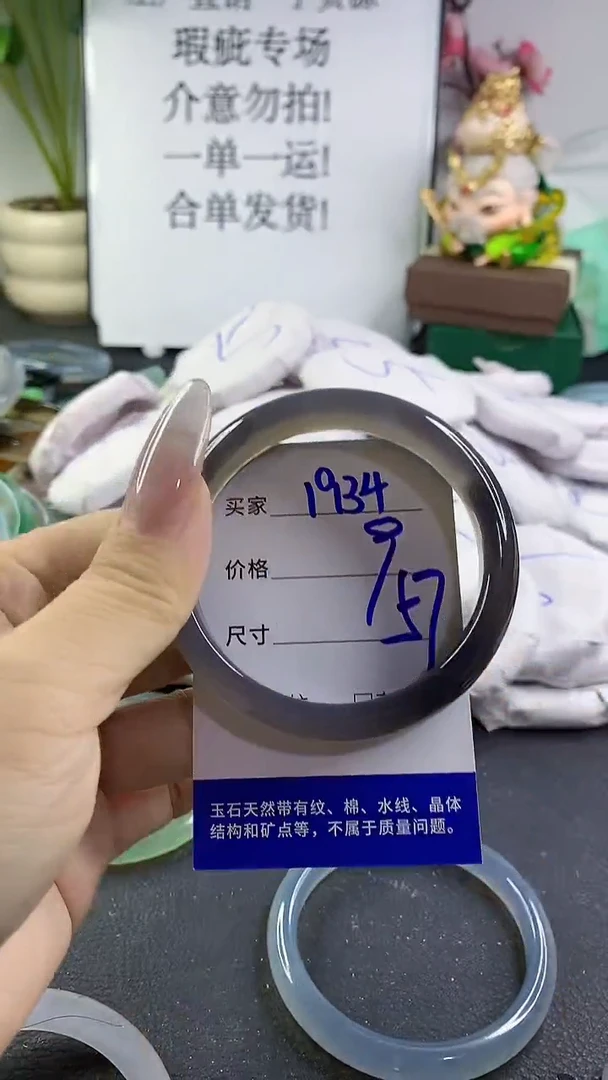 瑕疵专场
介意勿拍!
一单一运!
合单发货!
买家 1934
价格 9
尺寸 57
玉石天然带有纹、棉、水线、晶体
结构和矿点等，不属于质量问题。